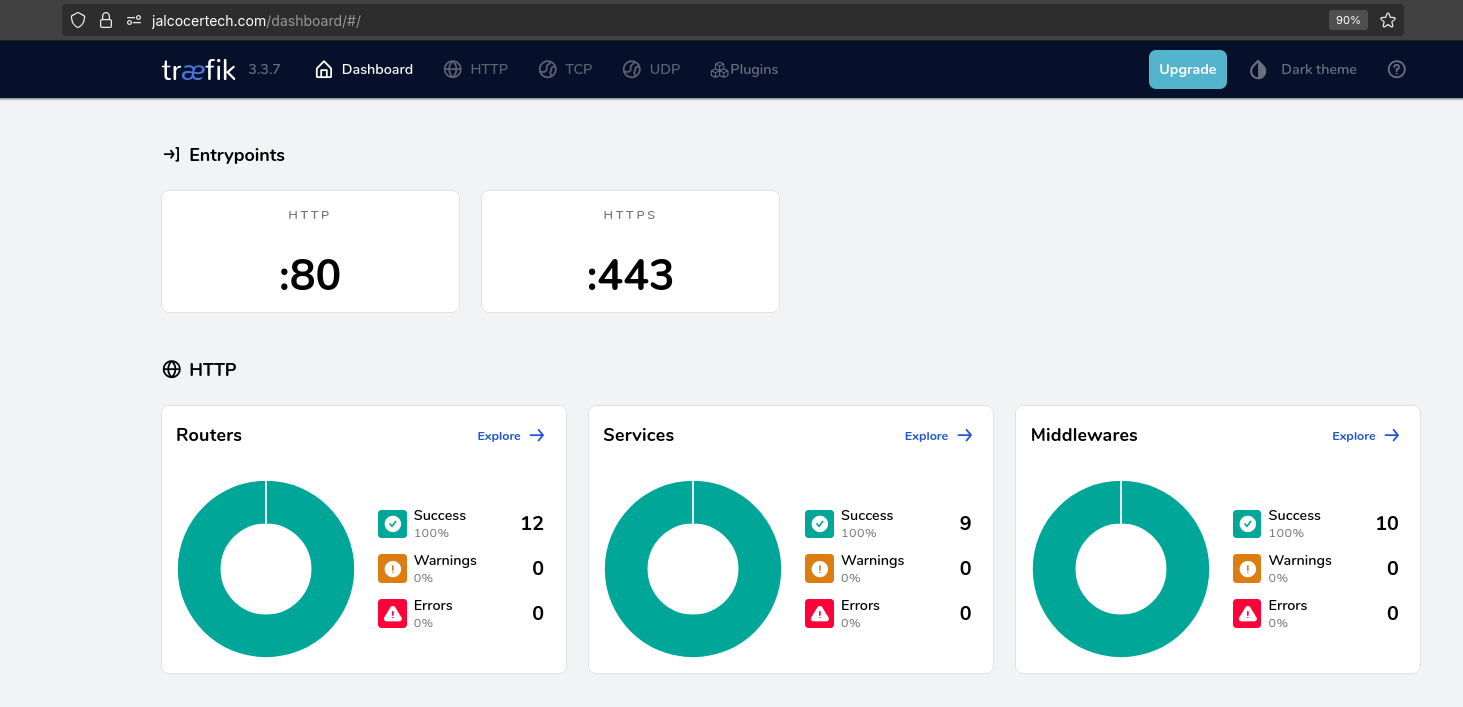 jalcocertech.com/dashboard/#/ 90%
træfik 3.3.7 Dashboard HTTP TCP UDP Plugins Upgrade Dark theme
Entrypoints
HTTP
:80
HTTPS
:443
HTTP
Routers Explore
Success 12
100%
Warnings 0
0%
Errors 0
0%
Services Explore
Success 9
100%
Warnings 0
0%
Errors 0
0%
Middlewares Explore
Success 10
100%
Warnings 0
0%
Errors 0
0%